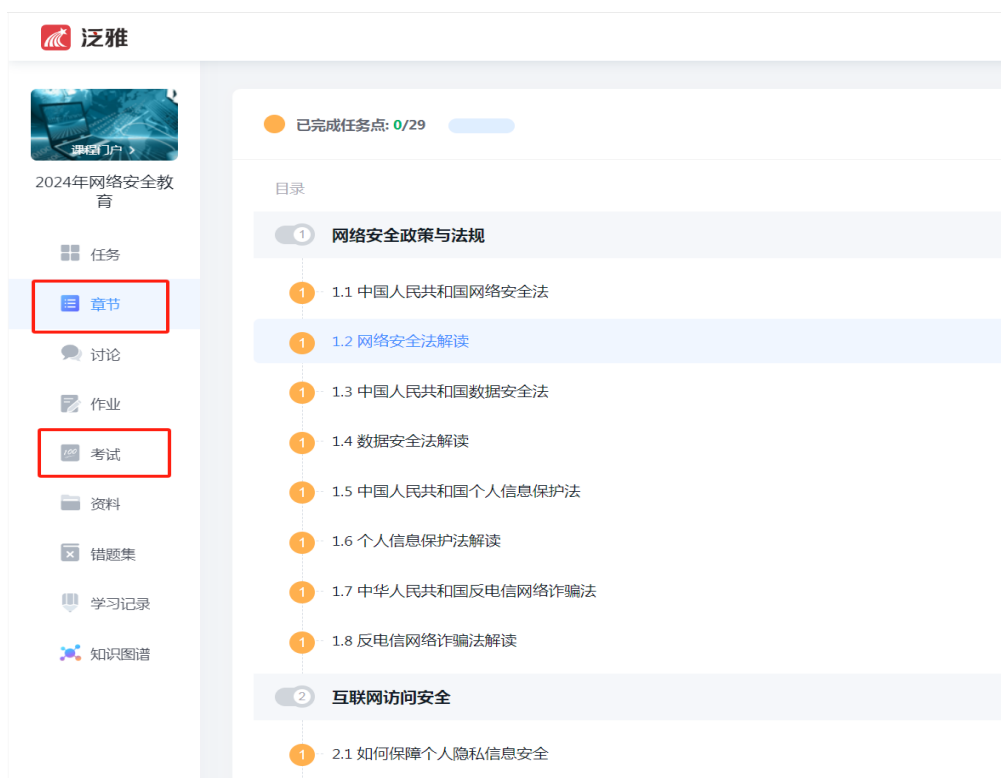 泛雅
课程门户 >
2024年网络安全教
育
任务
章节
讨论
作业
考试
资料
错题集
学习记录
知识图谱
已完成任务点: 0/29
目录
1 网络安全政策与法规
1 1.1 中国人民共和国网络安全法
1 1.2 网络安全法解读
1 1.3 中国人民共和国数据安全法
1 1.4 数据安全法解读
1 1.5 中国人民共和国个人信息保护法
1 1.6 个人信息保护法解读
1 1.7 中华人民共和国反电信网络诈骗法
1 1.8 反电信网络诈骗法解读
2 互联网访问安全
1 2.1 如何保障个人隐私信息安全